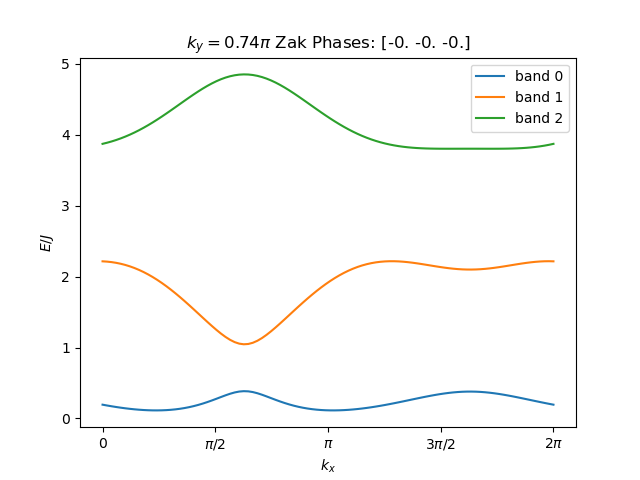 $k_y = 0.74\pi$ Zak Phases: [-0. -0. -0.]
band 0
band 1
band 2
5
4
3
2
1
0
E/J
0
π/2
π
3π/2
2π
$k_x$